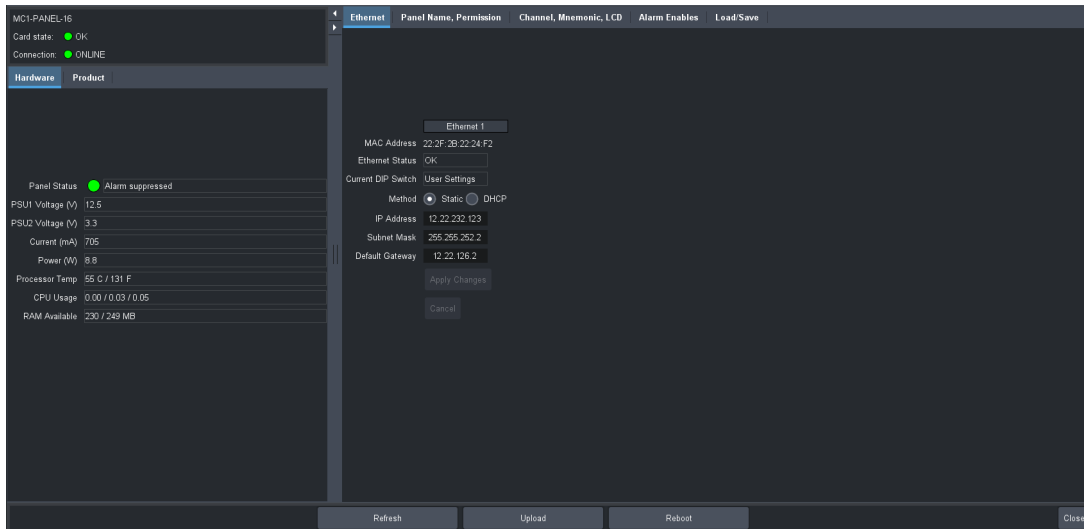 MC1-PANEL-16
Card state: OK
Connection: ONLINE
Hardware Product
Panel Status Alarm suppressed
PSU1 Voltage (V) 12.5
PSU2 Voltage (V) 3.3
Current (mA) 705
Power (W) 8.8
Processor Temp 55 C / 131 F
CPU Usage 0.00 / 0.03 / 0.05
RAM Available 230 / 249 MB
Ethernet Panel Name, Permission Channel, Mnemonic, LCD Alarm Enables Load/Save
Ethernet 1
MAC Address 22:2F:2B:22:24:F2
Ethernet Status OK
Current DIP Switch User Settings
Method Static DHCP
IP Address 12.22.232.123
Subnet Mask 255.255.252.2
Default Gateway 12.22.126.2
Apply Changes
Cancel
Refresh Upload Reboot Close